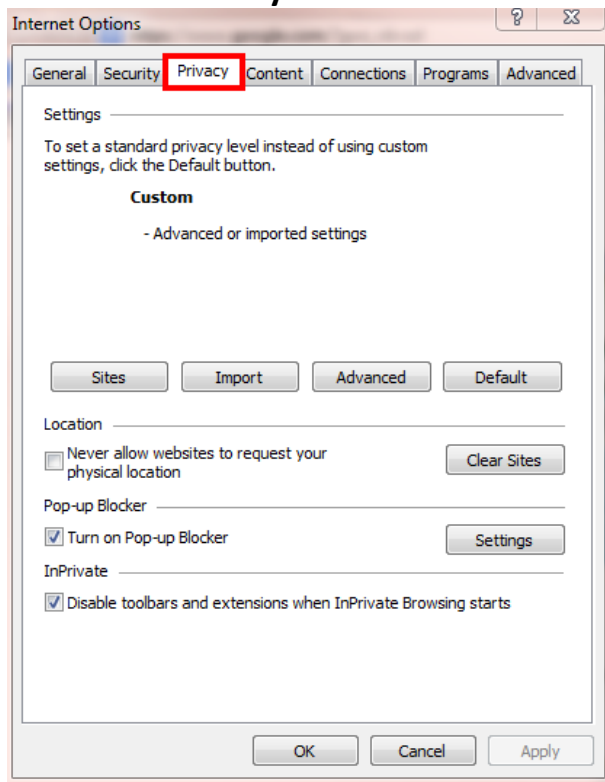 Internet Options
General Security Privacy Content Connections Programs Advanced
Settings
To set a standard privacy level instead of using custom
settings, click the Default button.
Custom
- Advanced or imported settings
Sites Import Advanced Default
Location
Never allow websites to request your
physical location
Clear Sites
Pop-up Blocker
Turn on Pop-up Blocker
Settings
InPrivate
Disable toolbars and extensions when InPrivate Browsing starts
OK Cancel Apply